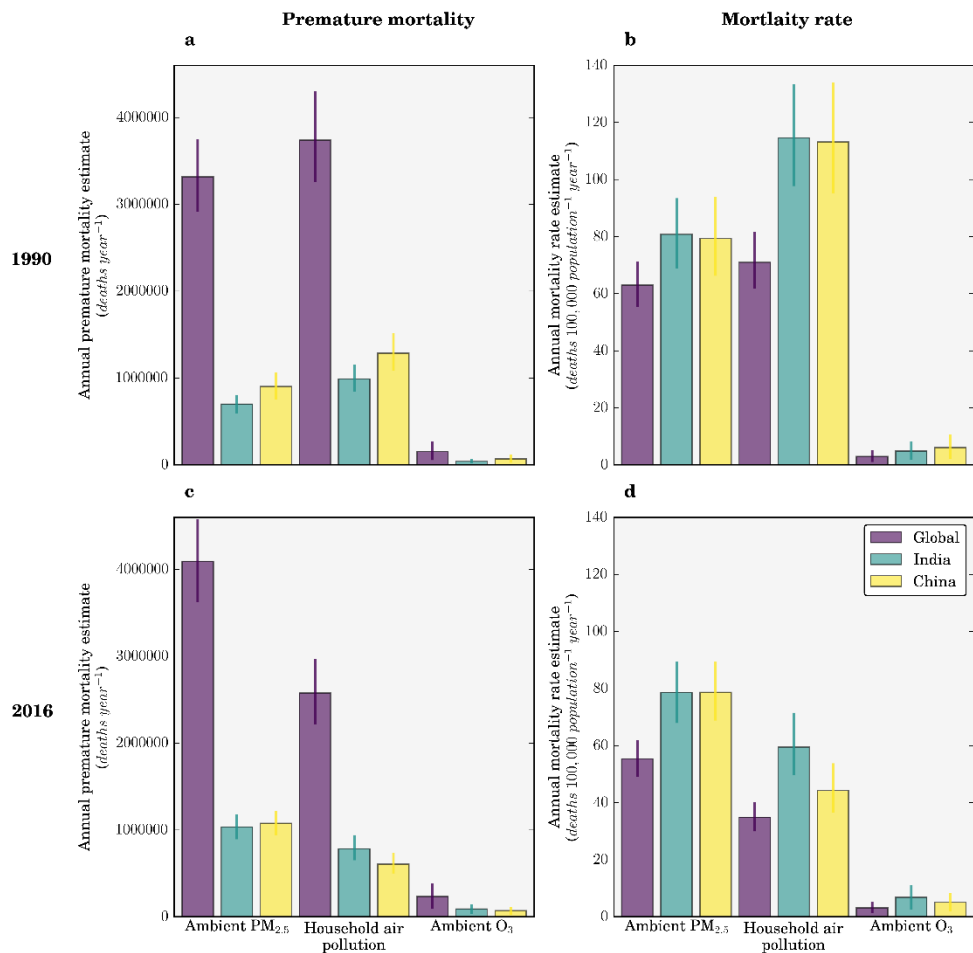 Premature mortality
Mortlaity rate
a
b
1990
Annual premature mortality estimate
(deaths year⁻¹)
4000000
3000000
2000000
1000000
0
Annual mortality rate estimate
(deaths 100,000 population⁻¹ year⁻¹)
140
120
100
80
60
40
20
0
c
d
2016
Annual premature mortality estimate
(deaths year⁻¹)
4000000
3000000
2000000
1000000
0
Ambient PM₂.₅
Household air
pollution
Ambient O₃
Annual mortality rate estimate
(deaths 100,000 population⁻¹ year⁻¹)
140
120
100
80
60
40
20
0
Global
India
China
Ambient PM₂.₅
Household air
pollution
Ambient O₃